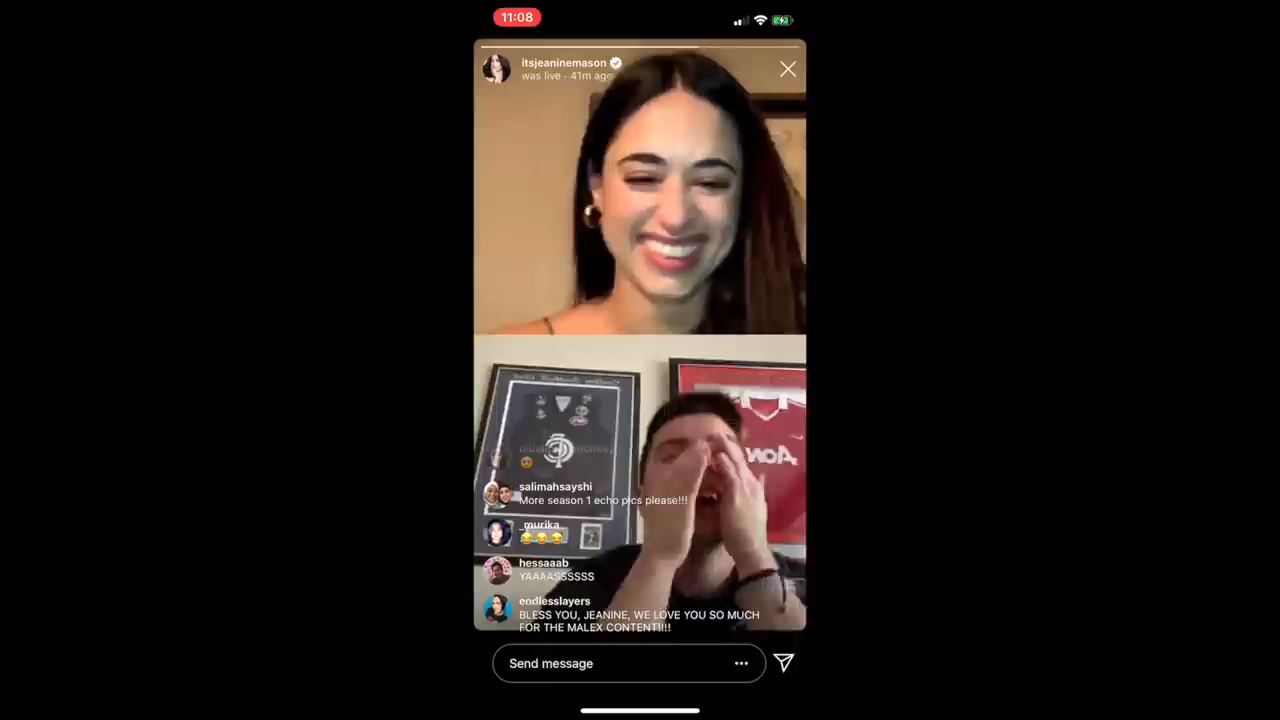 11:08
itsjeaninemason
was live · 41m ago
salimahsayshi
More season 1 echo pics please!!!
_murika
😂😂😂
hessaaab
YAAAASSSSSS
endlesslayers
BLESS YOU, JEANINE, WE LOVE YOU SO MUCH
FOR THE MALEX CONTENT!!!!
Send message